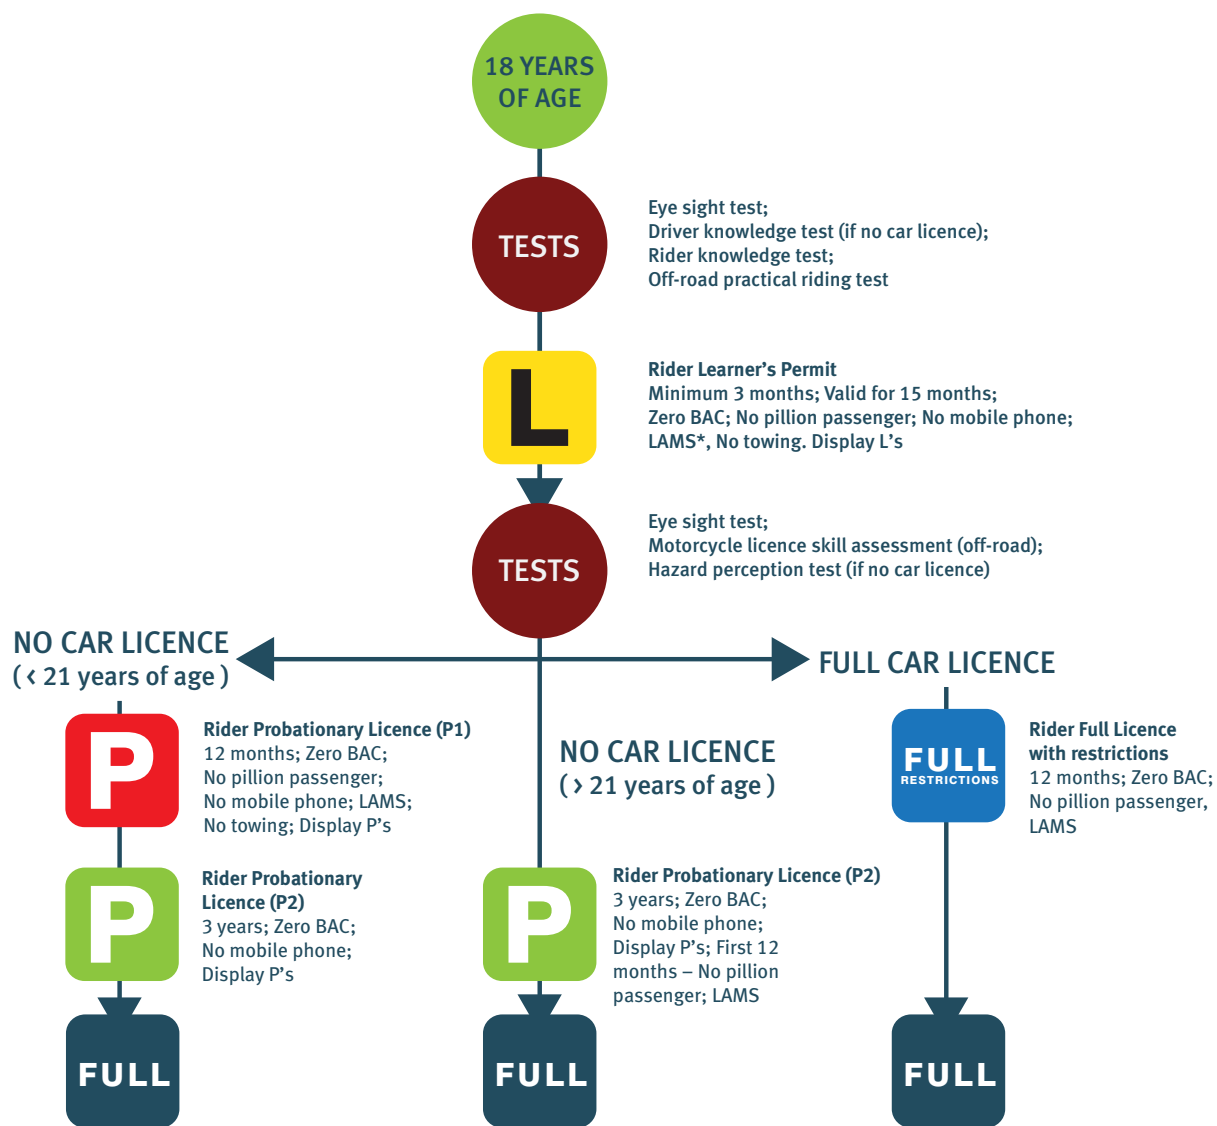 18 YEARS
OF AGE
TESTS
Eye sight test;
Driver knowledge test (if no car licence);
Rider knowledge test;
Off-road practical riding test
L
Rider Learner’s Permit
Minimum 3 months; Valid for 15 months;
Zero BAC; No pillion passenger; No mobile phone;
LAMS*, No towing. Display L’s
TESTS
Eye sight test;
Motorcycle licence skill assessment (off-road);
Hazard perception test (if no car licence)
NO CAR LICENCE
( < 21 years of age )
P
Rider Probationary Licence (P1)
12 months; Zero BAC;
No pillion passenger;
No mobile phone; LAMS;
No towing; Display P’s
P
Rider Probationary
Licence (P2)
3 years; Zero BAC;
No mobile phone;
Display P’s
FULL
NO CAR LICENCE
( > 21 years of age )
P
Rider Probationary Licence (P2)
3 years; Zero BAC;
No mobile phone;
Display P’s; First 12
months – No pillion
passenger; LAMS
FULL
FULL CAR LICENCE
FULL
RESTRICTIONS
Rider Full Licence
with restrictions
12 months; Zero BAC;
No pillion passenger,
LAMS
FULL